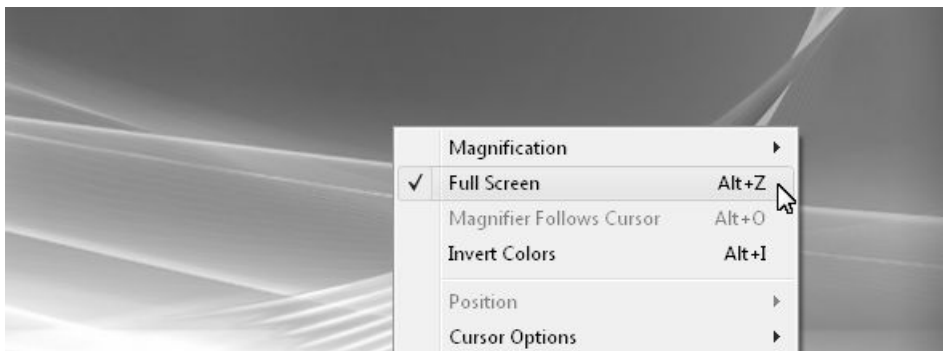 Magnification
Full Screen Alt+Z
Magnifier Follows Cursor Alt+O
Invert Colors Alt+I
Position
Cursor Options